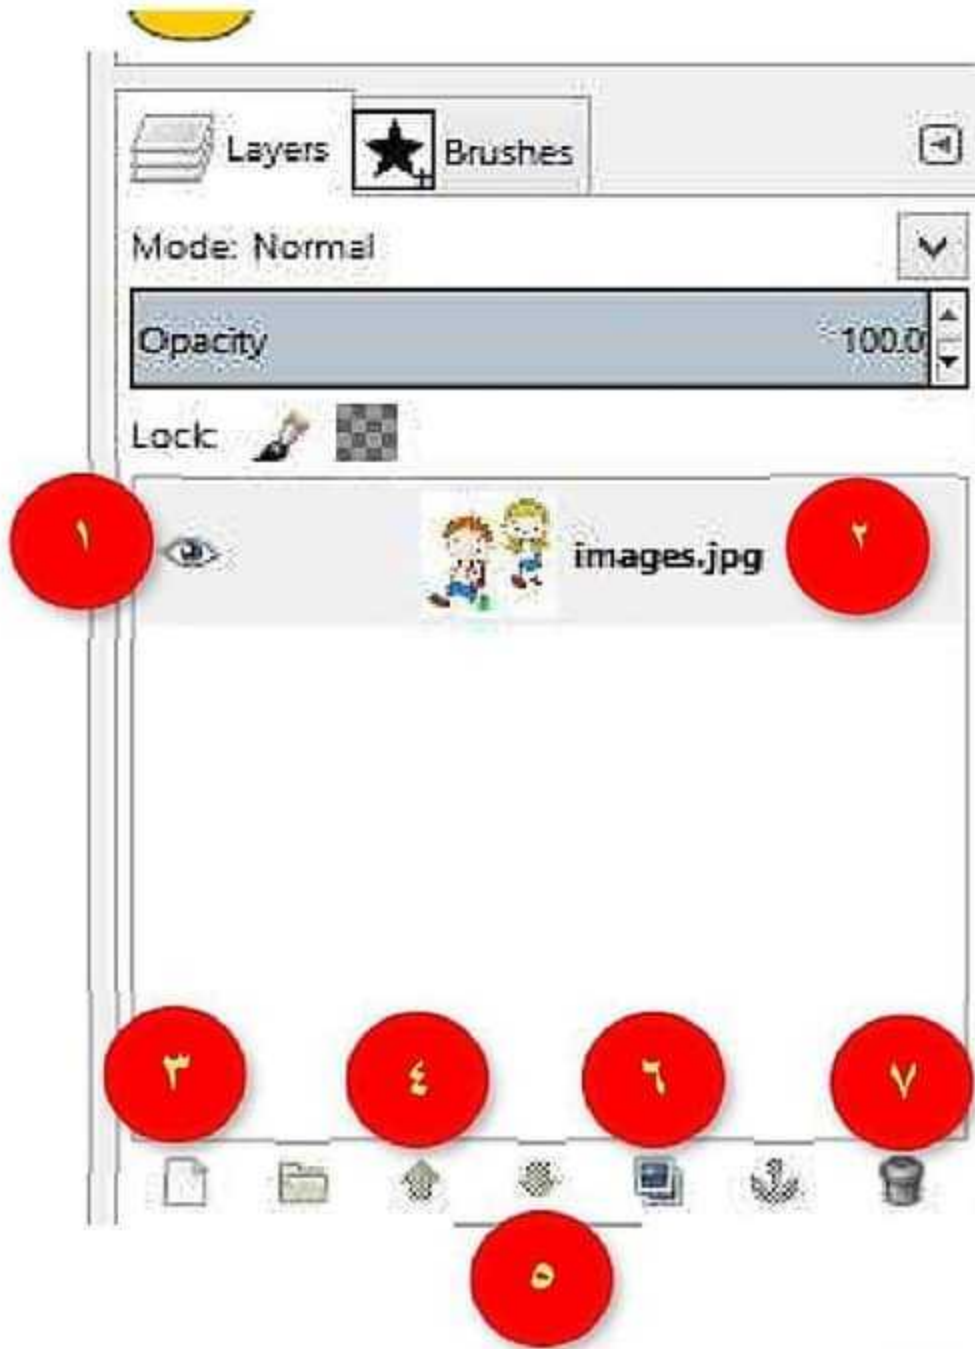 Layers Brushes
Mode: Normal
Opacity 100.0
Lock:
١ images.jpg ٢
٣ ٤ ٦ ٧
٥